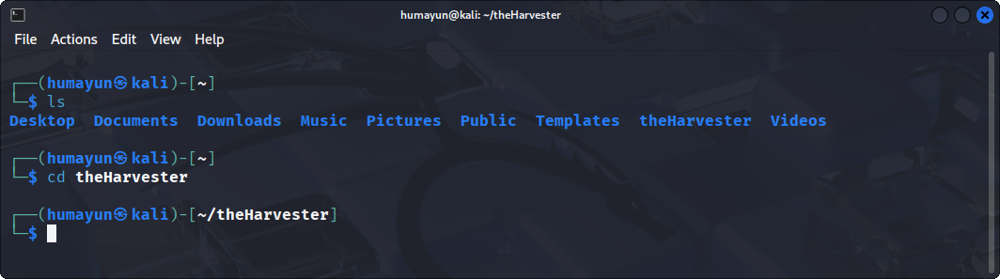 humayun@kali: ~/theHarvester
File Actions Edit View Help
┌──(humayun㉿kali)-[~]
└─$ ls
Desktop Documents Downloads Music Pictures Public Templates theHarvester Videos
┌──(humayun㉿kali)-[~]
└─$ cd theHarvester
┌──(humayun㉿kali)-[~/theHarvester]
└─$